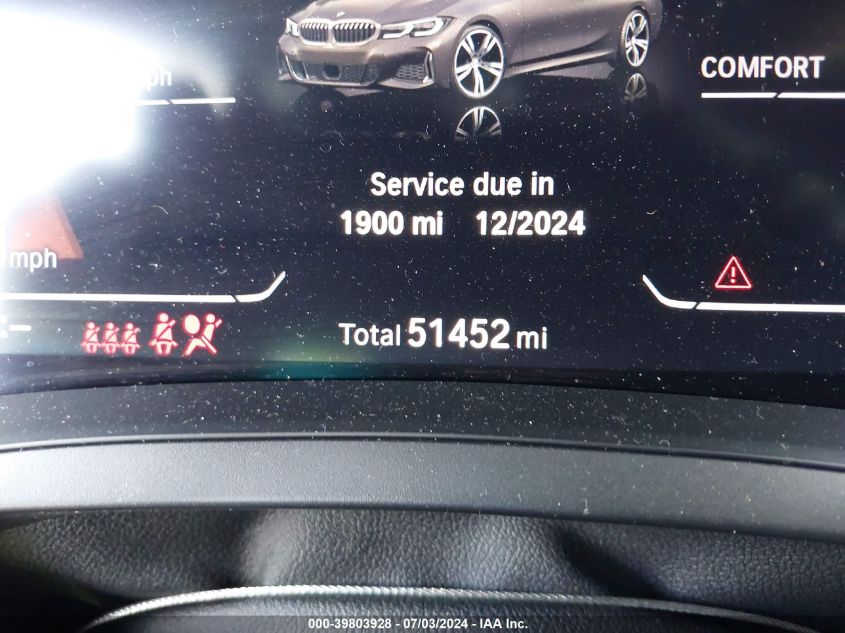 ph
COMFORT
Service due in
1900 mi 12/2024
mph
Total 51452 mi
000-39803928 - 07/03/2024 - IAA Inc.